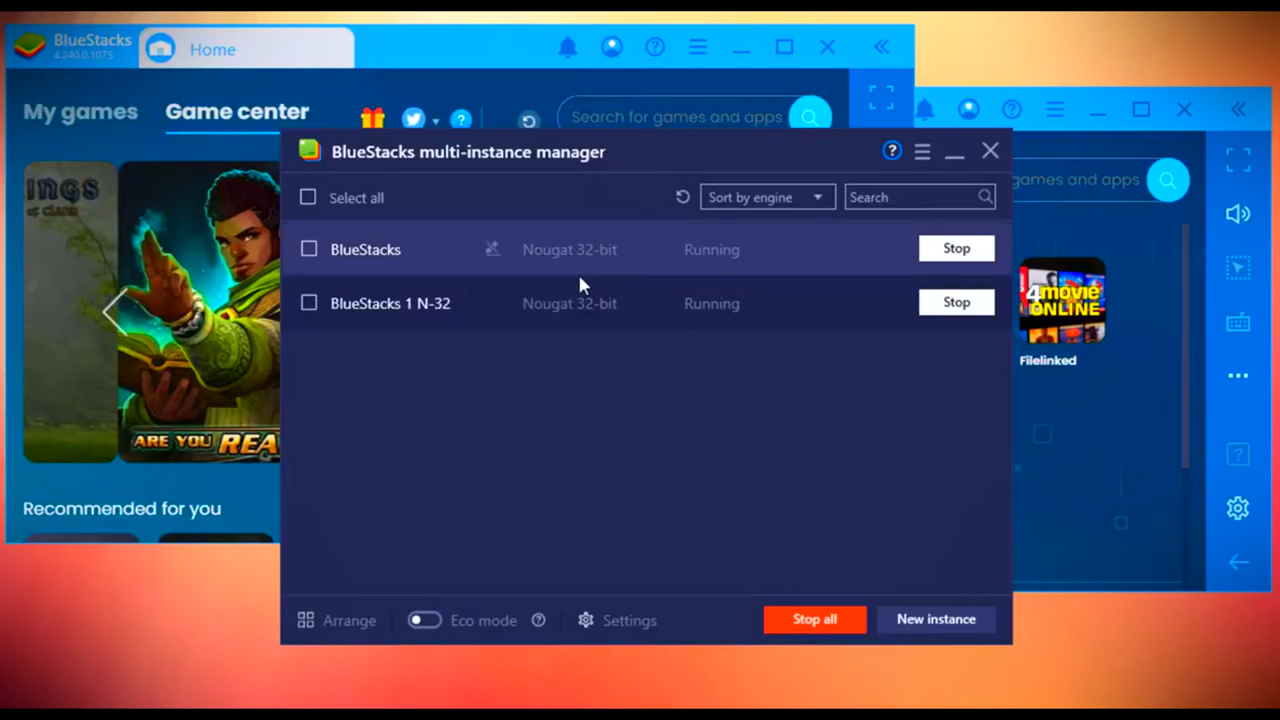 BlueStacks
4.240.0.1075
Home
My games
Game center
Search for games and apps
BlueStacks multi-instance manager
Select all
Sort by engine
Search
BlueStacks
Nougat 32-bit
Running
Stop
BlueStacks 1 N-32
Nougat 32-bit
Running
Stop
Arrange
Eco mode
Settings
Stop all
New instance
games and apps
4movie
ONLINE
Filelinked
ARE YOU REA
Recommended for you